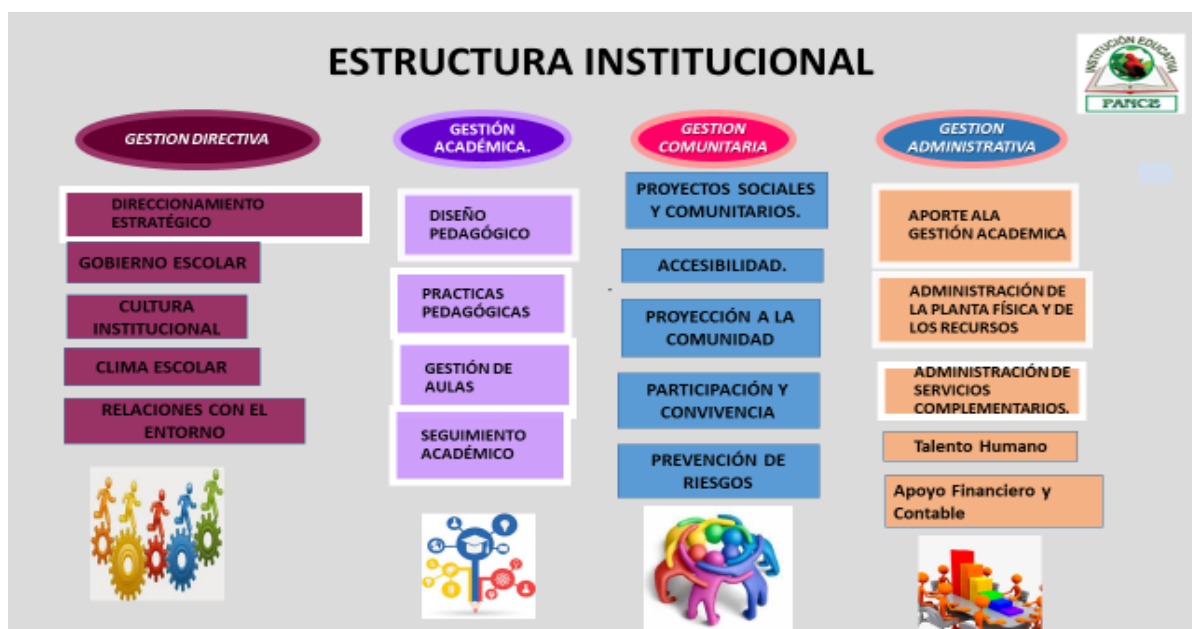 ESTRUCTURA INSTITUCIONAL
INSTITUCIÓN EDUCATIVA
PANCE
GESTION DIRECTIVA
DIRECCIONAMIENTO
ESTRATÉGICO
GOBIERNO ESCOLAR
CULTURA
INSTITUCIONAL
CLIMA ESCOLAR
RELACIONES CON EL
ENTORNO
GESTIÓN
ACADÉMICA.
DISEÑO
PEDAGÓGICO
PRACTICAS
PEDAGÓGICAS
GESTIÓN DE
AULAS
SEGUIMIENTO
ACADÉMICO
GESTION
COMUNITARIA
PROYECTOS SOCIALES
Y COMUNITARIOS.
ACCESIBILIDAD.
PROYECCIÓN A LA
COMUNIDAD
PARTICIPACIÓN Y
CONVIVENCIA
PREVENCIÓN DE
RIESGOS
GESTION
ADMINISTRATIVA
APORTE ALA
GESTIÓN ACADEMICA
ADMINISTRACIÓN DE
LA PLANTA FÍSICA Y DE
LOS RECURSOS
ADMINISTRACIÓN DE
SERVICIOS
COMPLEMENTARIOS.
Talento Humano
Apoyo Financiero y
Contable